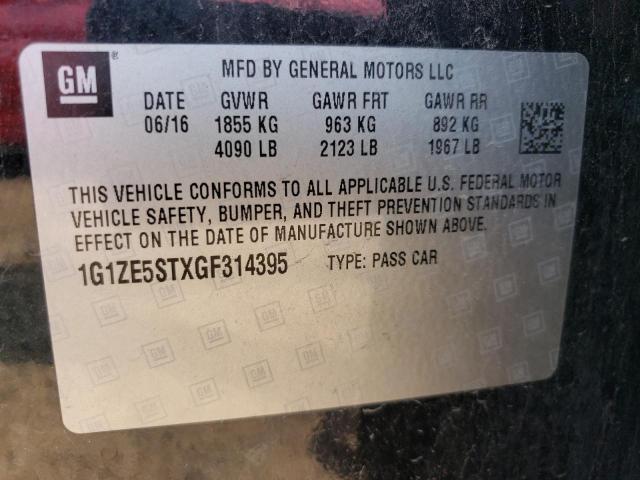 GM
MFD BY GENERAL MOTORS LLC
DATE GVWR GAWR FRT GAWR RR
06/16 1855 KG 963 KG 892 KG
4090 LB 2123 LB 1967 LB
THIS VEHICLE CONFORMS TO ALL APPLICABLE U.S. FEDERAL MOTOR
VEHICLE SAFETY, BUMPER, AND THEFT PREVENTION STANDARDS IN
EFFECT ON THE DATE OF MANUFACTURE SHOWN ABOVE.
1G1ZE5STXGF314395 TYPE: PASS CAR